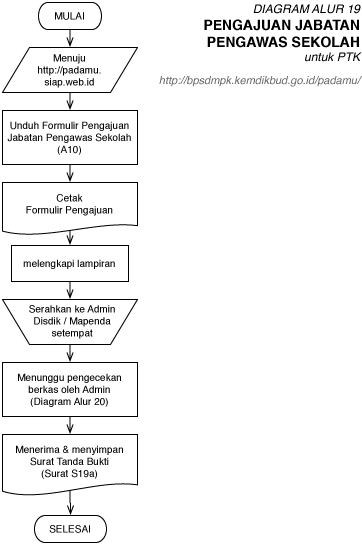 DIAGRAM ALUR 19
PENGAJUAN JABATAN
PENGAWAS SEKOLAH
untuk PTK
http://bpsdmpk.kemdikbud.go.id/padamu/
MULAI
Menuju
http://padamu.
siap.web.id
Unduh Formulir Pengajuan
Jabatan Pengawas Sekolah
(A10)
Cetak
Formulir Pengajuan
melengkapi lampiran
Serahkan ke Admin
Disdik / Mapenda
setempat
Menunggu pengecekan
berkas oleh Admin
(Diagram Alur 20)
Menerima & menyimpan
Surat Tanda Bukti
(Surat S19a)
SELESAI